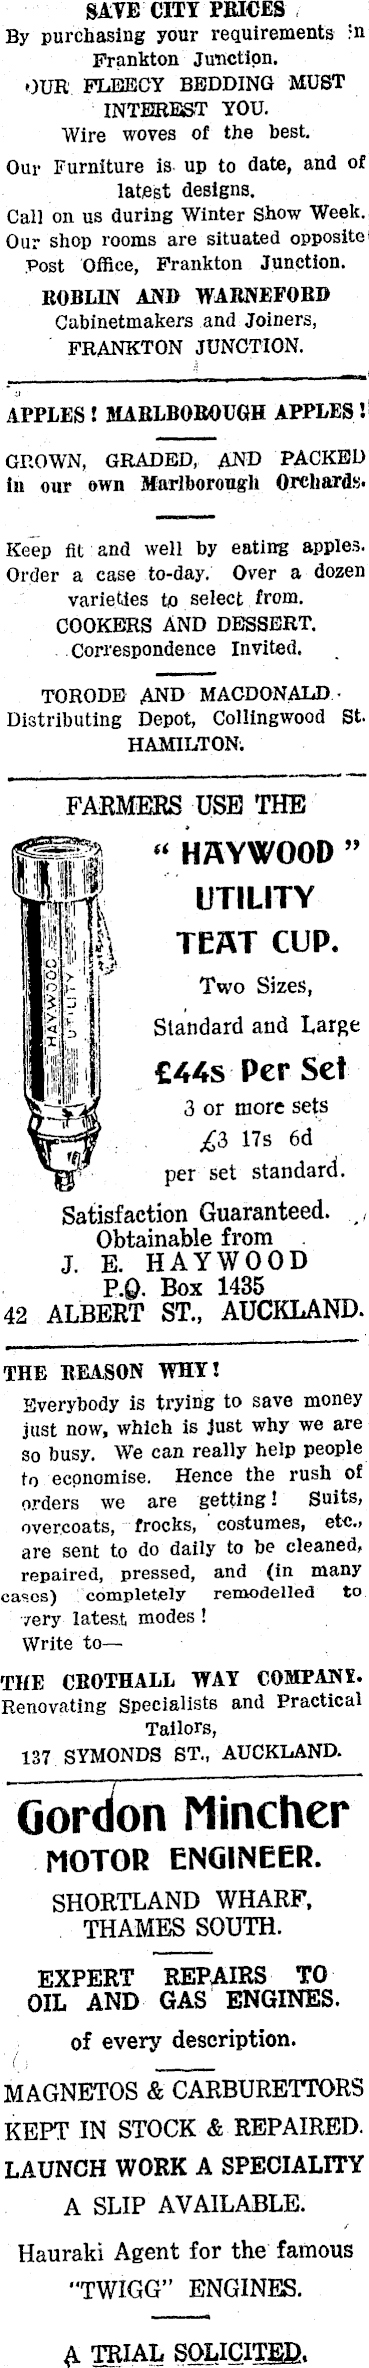 SAVE CITY PRICES
By purchasing your requirements in
Frankton Junction.
OUR FLEECY BEDDING MUST
INTEREST YOU.
Wire woves of the best.
Our Furniture is up to date, and of
latest designs.
Call on us during Winter Show Week.
Our shop rooms are situated opposite
Post Office, Frankton Junction.
ROBLIN AND WARNEFORD
Cabinetmakers and Joiners,
FRANKTON JUNCTION.
APPLES! MARLBOROUGH APPLES!
GROWN, GRADED, AND PACKED
in our own Marlborough Orchards.
Keep fit and well by eating apples.
Order a case to-day. Over a dozen
varieties to select from.
COOKERS AND DESSERT.
Correspondence Invited.
TORODE AND MACDONALD.
Distributing Depot, Collingwood St.
HAMILTON.
FARMERS USE THE
"HAYWOOD"
UTILITY
TEAT CUP.
HAYWOOD
UTILITY
Two Sizes,
Standard and Large
£44s Per Set
3 or more sets
£3 17s 6d
per set standard.
Satisfaction Guaranteed.
Obtainable from
J. E. HAYWOOD
P.O. Box 1435
42 ALBERT ST., AUCKLAND.
THE REASON WHY!
Everybody is trying to save money
just now, which is just why we are
so busy. We can really help people
to economise. Hence the rush of
orders we are getting! Suits,
overcoats, frocks, costumes, etc.,
are sent to do daily to be cleaned,
repaired, pressed, and (in many
cases) completely remodelled to
very latest modes!
Write to—
THE CROTHALL WAY COMPANY.
Renovating Specialists and Practical
Tailors,
137 SYMONDS ST., AUCKLAND.
Gordon Mincher
MOTOR ENGINEER.
SHORTLAND WHARF,
THAMES SOUTH.
EXPERT REPAIRS TO
OIL AND GAS ENGINES.
of every description.
MAGNETOS & CARBURETTORS
KEPT IN STOCK & REPAIRED.
LAUNCH WORK A SPECIALITY
A SLIP AVAILABLE.
Hauraki Agent for the famous
"TWIGG" ENGINES.
A TRIAL SOLICITED.